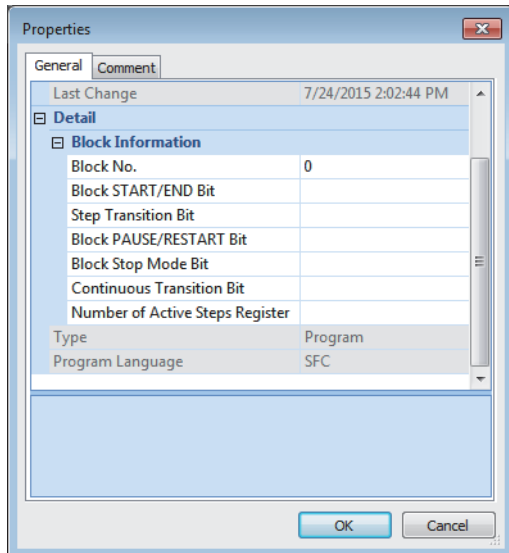 Properties
General Comment
Last Change 7/24/2015 2:02:44 PM
Detail
Block Information
Block No. 0
Block START/END Bit
Step Transition Bit
Block PAUSE/RESTART Bit
Block Stop Mode Bit
Continuous Transition Bit
Number of Active Steps Register
Type Program
Program Language SFC
OK Cancel